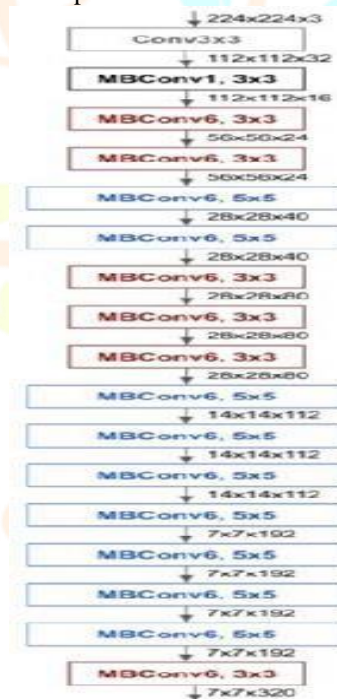 224x224x3
Conv3x3
112x112x32
MBConv1, 3x3
112x112x16
MBConv6, 3x3
56x56x24
MBConv6, 3x3
56x56x24
MBConv6, 5x5
28x28x40
MBConv6, 5x5
28x28x40
MBConv6, 3x3
28x28x80
MBConv6, 3x3
28x28x80
MBConv6, 3x3
28x28x80
MBConv6, 5x5
14x14x112
MBConv6, 5x5
14x14x112
MBConv6, 5x5
14x14x112
MBConv6, 5x5
7x7x192
MBConv6, 5x5
7x7x192
MBConv6, 5x5
7x7x192
MBConv6, 5x5
7x7x192
MBConv6, 3x3
7x7x320